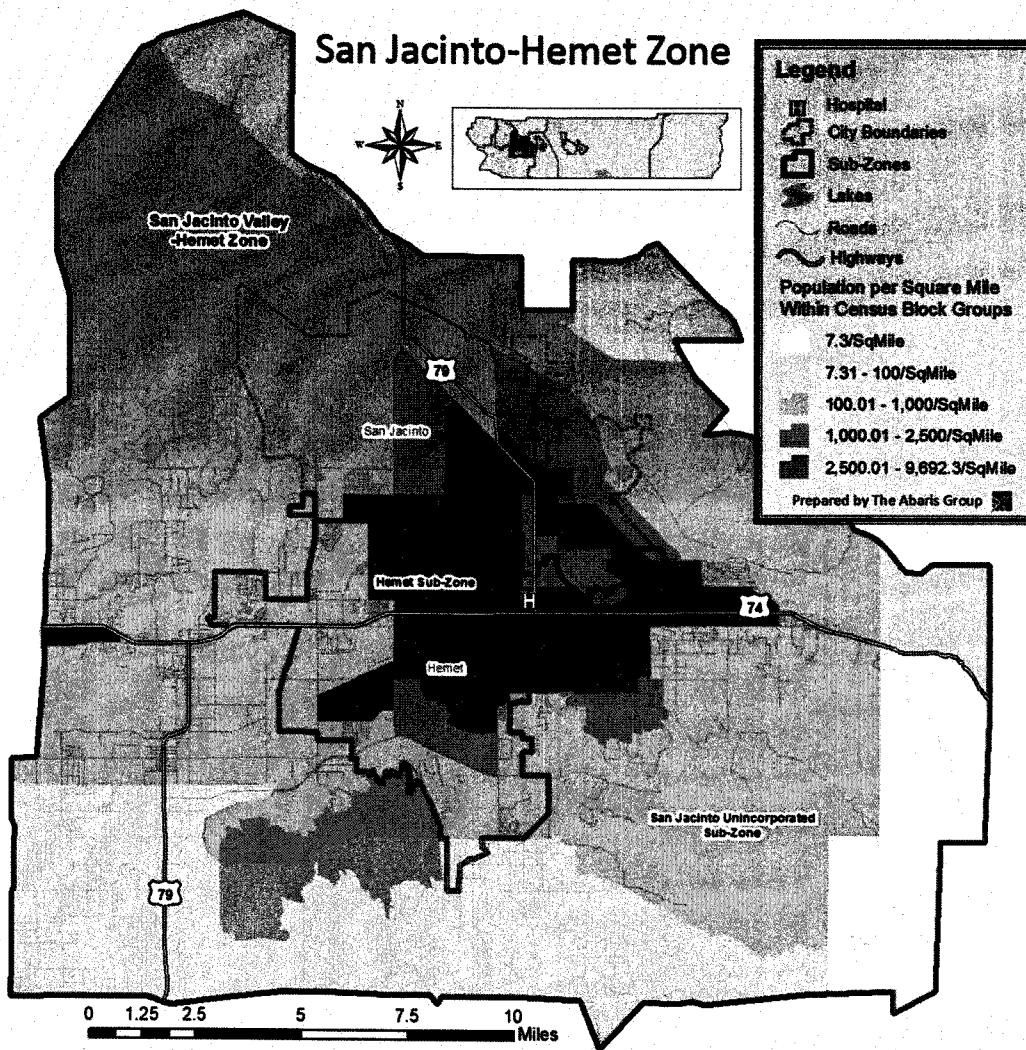 San Jacinto-Hemet Zone
Legend
Hospital
City Boundaries
Sub-Zones
Lakes
Roads
Highways
Population per Square Mile
Within Census Block Groups
7.3/SqMile
7.31 - 100/SqMile
100.01 - 1,000/SqMile
1,000.01 - 2,500/SqMile
2,500.01 - 9,692.3/SqMile
Prepared by The Abaris Group
N
W
E
S
San Jacinto Valley
-Hemet Zone
79
San Jacinto
Hemet Sub-Zone
H
74
Hemet
San Jacinto Unincorporated
Sub-Zone
79
0 1.25 2.5 5 7.5 10
Miles